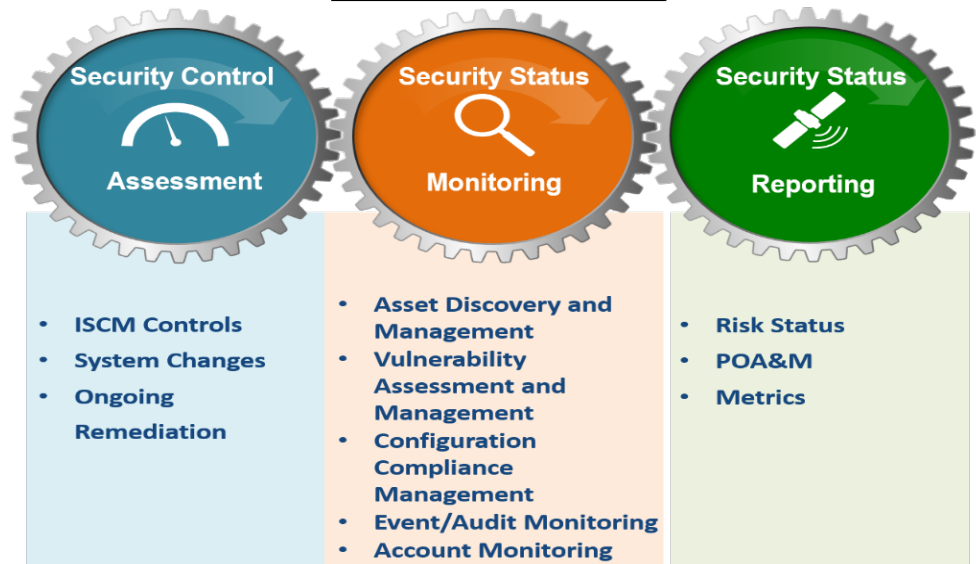 Security Control
Assessment
• ISCM Controls
• System Changes
• Ongoing
Remediation
Security Status
Monitoring
• Asset Discovery and
Management
• Vulnerability
Assessment and
Management
• Configuration
Compliance
Management
• Event/Audit Monitoring
• Account Monitoring
Security Status
Reporting
• Risk Status
• POA&M
• Metrics